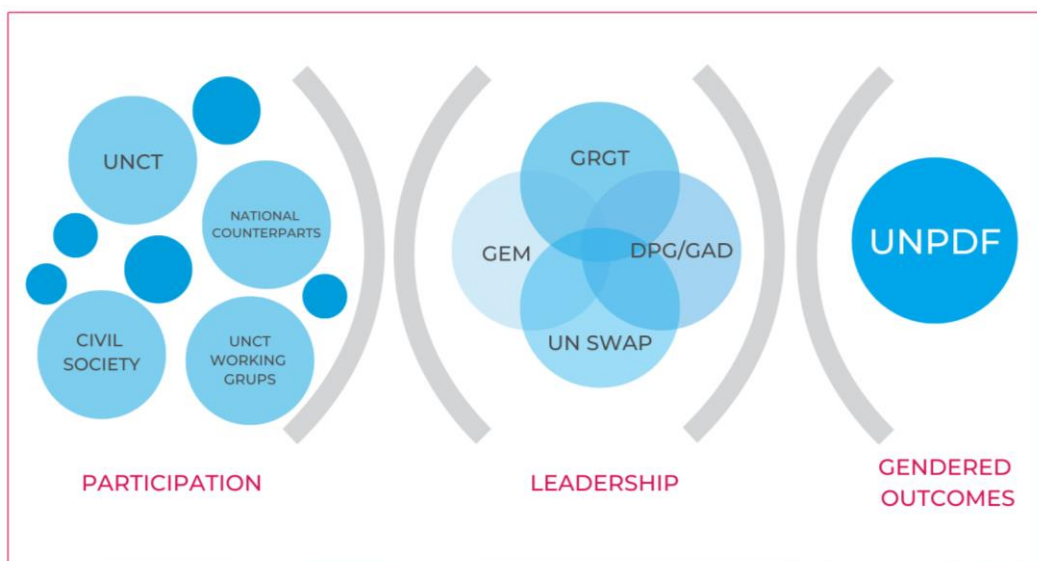 UNCT
NATIONAL
COUNTERPARTS
CIVIL
SOCIETY
UNCT
WORKING
GRUPS
PARTICIPATION
GRGT
GEM
DPG/GAD
UN SWAP
LEADERSHIP
UNPDF
GENDERED
OUTCOMES